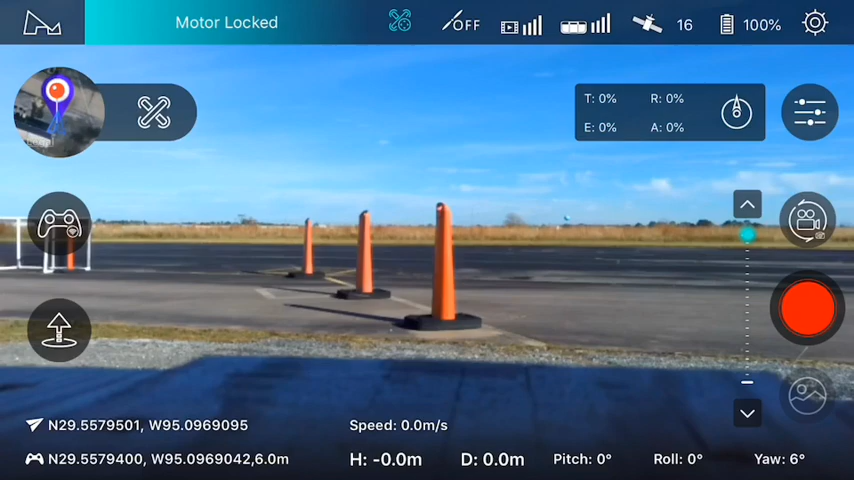 Motor Locked
OFF
16
100%
T: 0% R: 0%
E: 0% A: 0%
N29.5579501, W95.0969095
Speed: 0.0m/s
N29.5579400, W95.0969042,6.0m
H: -0.0m D: 0.0m Pitch: 0° Roll: 0° Yaw: 6°